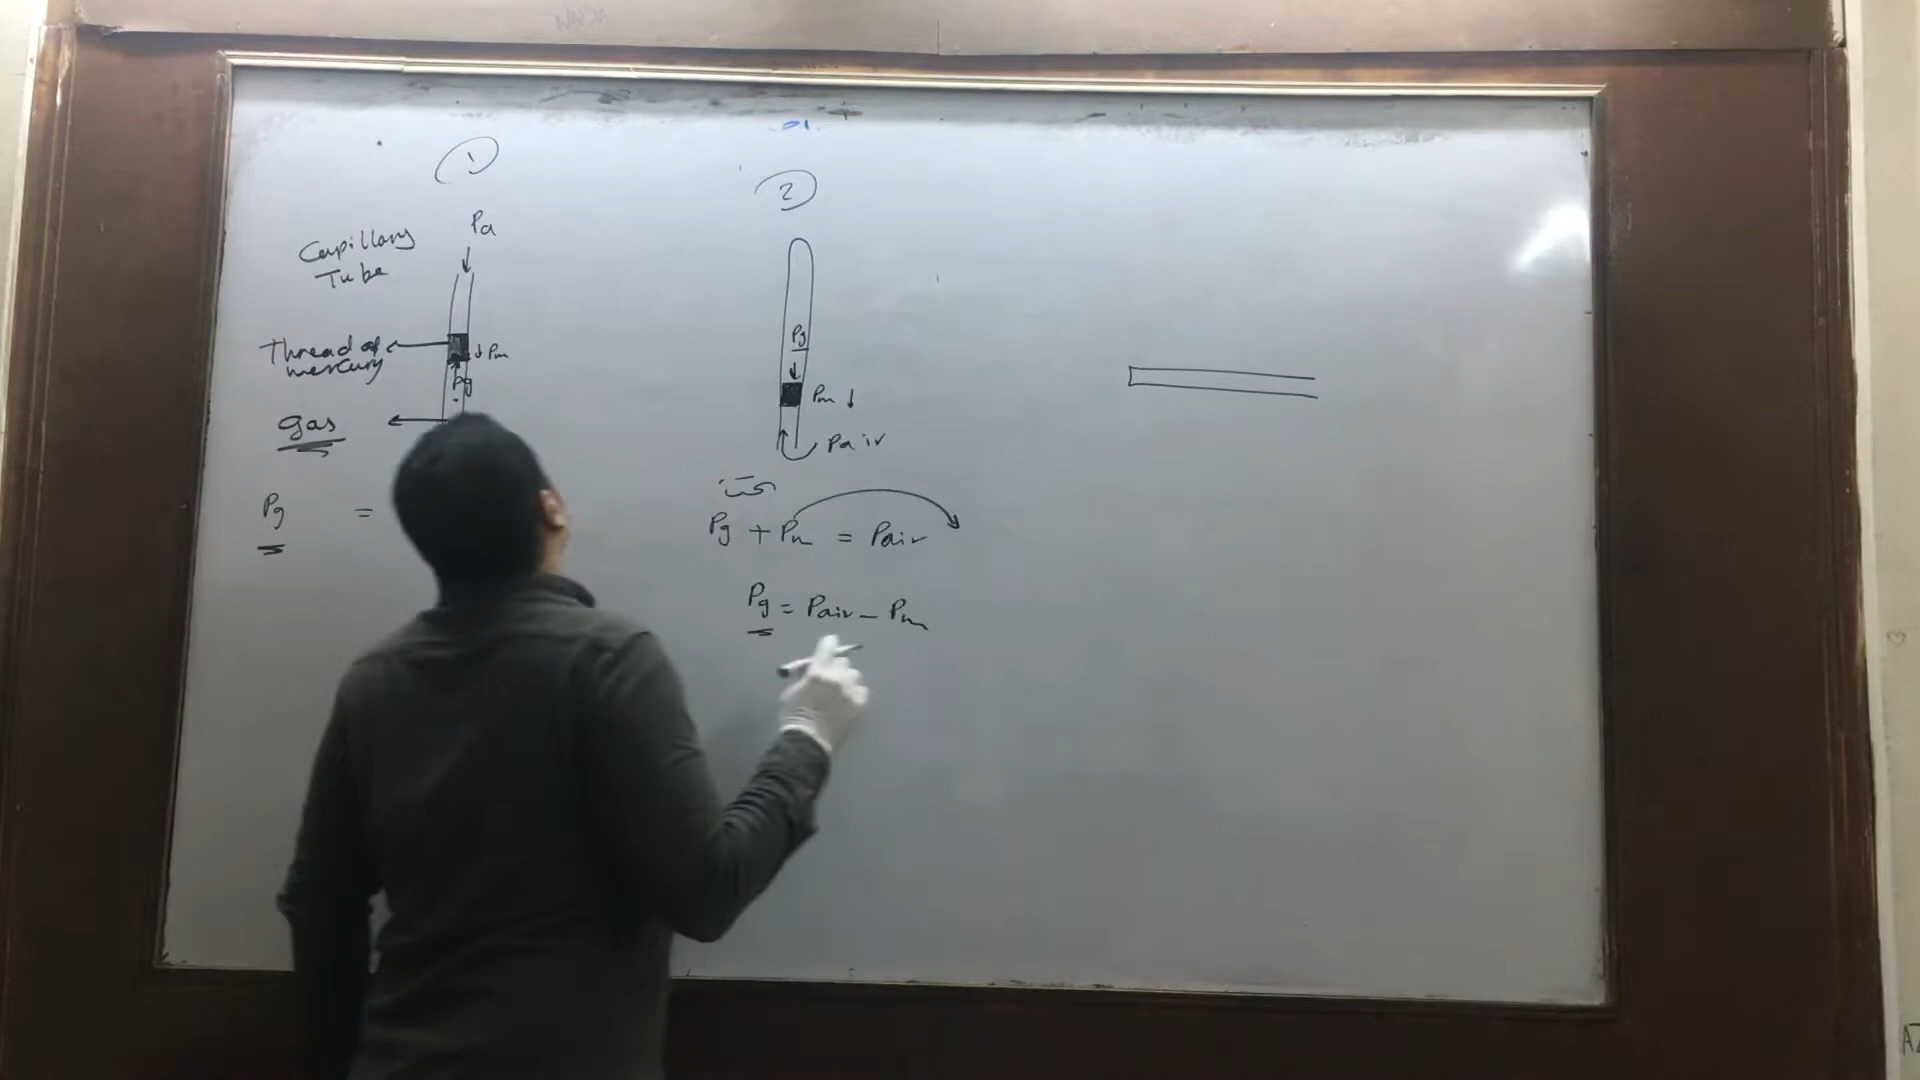 1
Pa
Capillary
Tube
Thread of
mercury
Pm
Pg
gas
Pg =
2
Pg
Pm
Pair
Pg + Pm = Pair
Pg = Pair - Pm